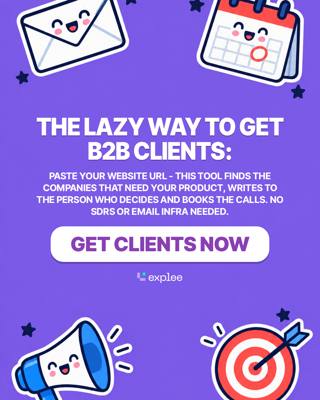 THE LAZY WAY TO GET
B2B CLIENTS:
PASTE YOUR WEBSITE URL - THIS TOOL FINDS THE
COMPANIES THAT NEED YOUR PRODUCT, WRITES TO
THE PERSON WHO DECIDES AND BOOKS THE CALLS. NO
SDRS OR EMAIL INFRA NEEDED.
GET CLIENTS NOW
explee